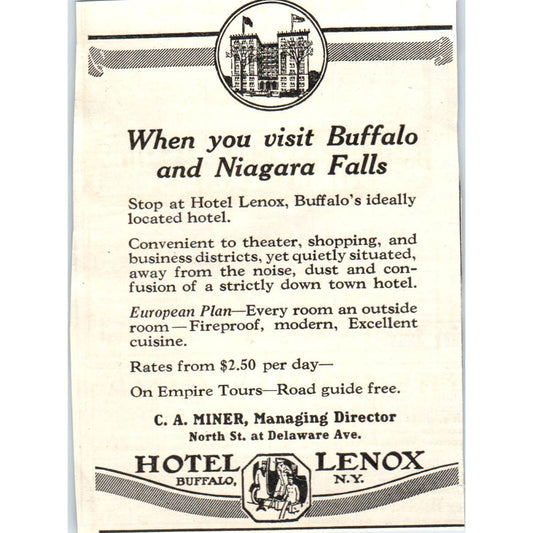 When you visit Buffalo
and Niagara Falls
Stop at Hotel Lenox, Buffalo's ideally
located hotel.
Convenient to theater, shopping, and
business districts, yet quietly situated,
away from the noise, dust and con-
fusion of a strictly down town hotel.
European Plan—Every room an outside
room—Fireproof, modern, Excellent
cuisine.
Rates from $2.50 per day—
On Empire Tours—Road guide free.
C. A. MINER, Managing Director
North St. at Delaware Ave.
HOTEL LENOX
BUFFALO, N.Y.